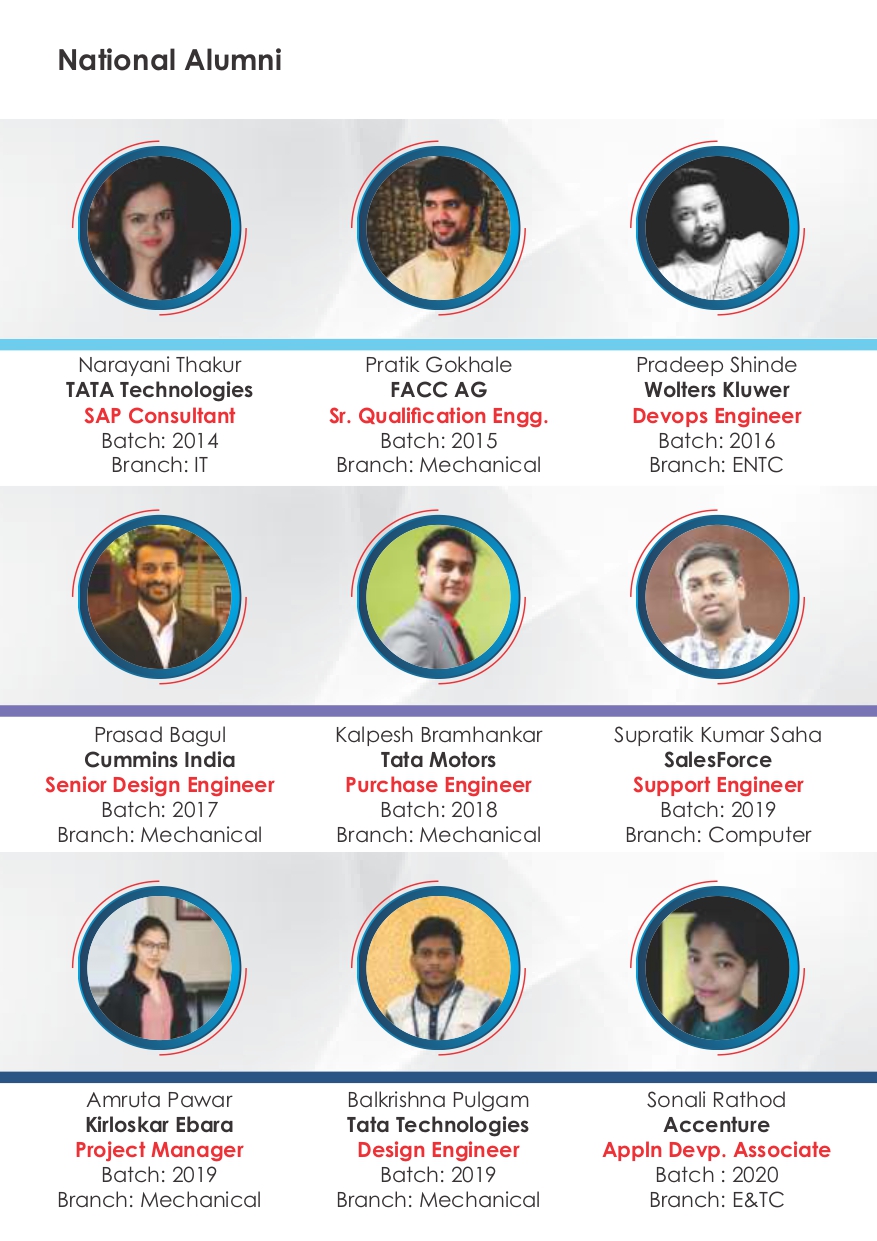 National Alumni
Narayani Thakur
TATA Technologies
SAP Consultant
Batch: 2014
Branch: IT
Pratik Gokhale
FACC AG
Sr. Qualification Engg.
Batch: 2015
Branch: Mechanical
Pradeep Shinde
Wolters Kluwer
Devops Engineer
Batch: 2016
Branch: ENTC
Prasad Bagul
Cummins India
Senior Design Engineer
Batch: 2017
Branch: Mechanical
Kalpesh Bramhankar
Tata Motors
Purchase Engineer
Batch: 2018
Branch: Mechanical
Supratik Kumar Saha
SalesForce
Support Engineer
Batch: 2019
Branch: Computer
Amruta Pawar
Kirloskar Ebara
Project Manager
Batch: 2019
Branch: Mechanical
Balkrishna Pulgam
Tata Technologies
Design Engineer
Batch: 2019
Branch: Mechanical
Sonali Rathod
Accenture
Appln Devp. Associate
Batch : 2020
Branch: E&TC